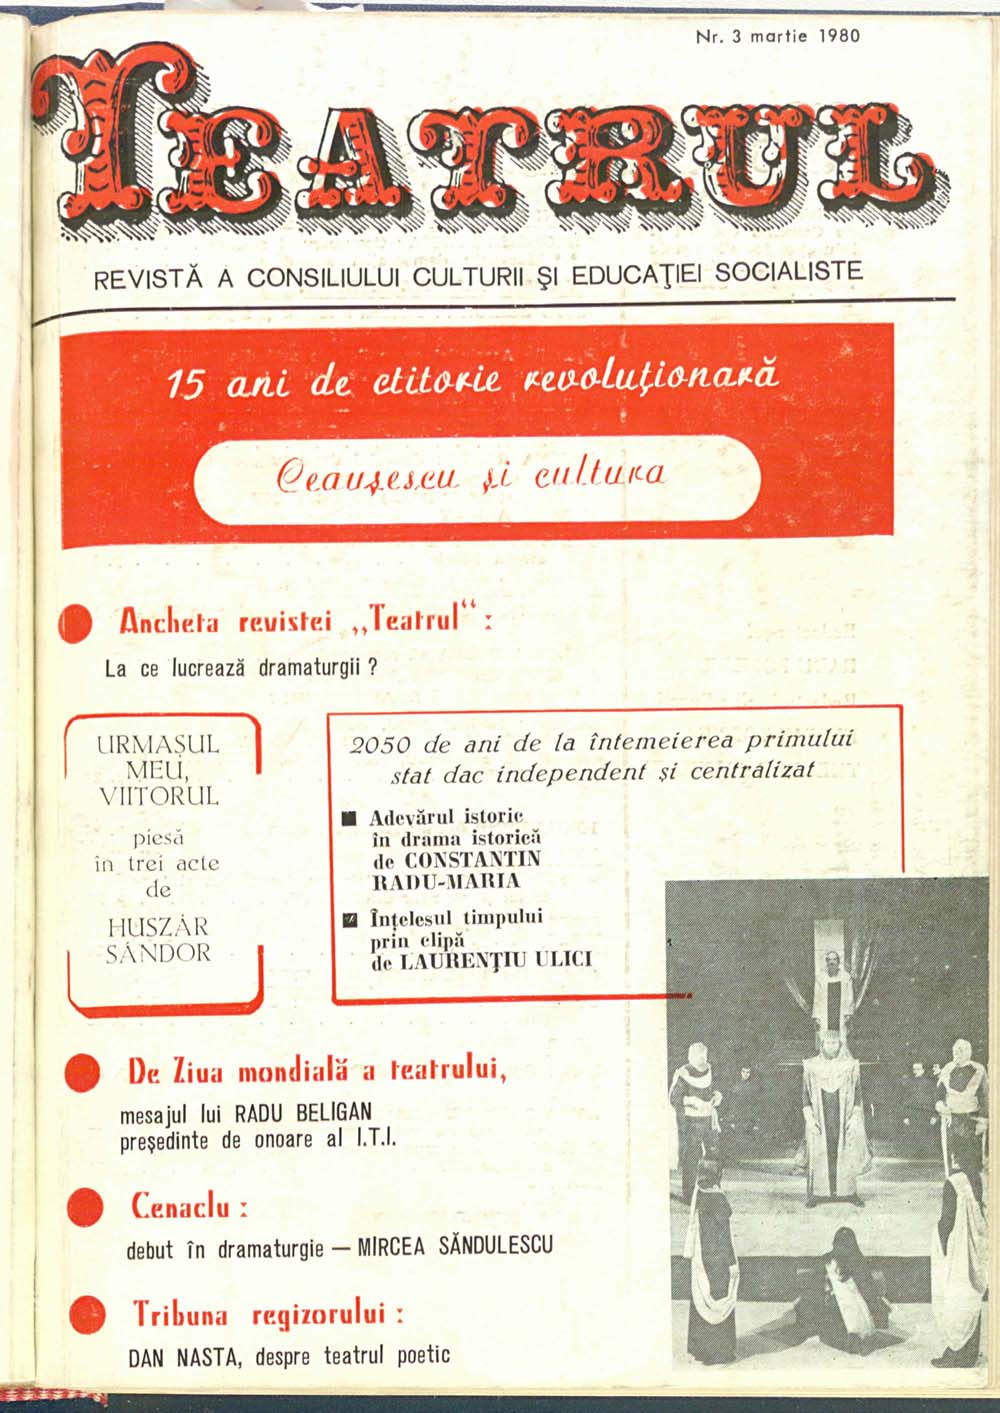 Nr. 3 martie 1980
TEATRUL
REVISTĂ A CONSILIULUI CULTURII ŞI EDUCAŢIEI SOCIALISTE
15 ani de ctitorie revoluţionară
Ceauşescu şi cultura
Ancheta revistei „Teatrul“ :
La ce lucrează dramaturgii ?
URMAŞUL
MEU,
VIITORUL
piesă
în trei acte
de
HUSZÁR
SÁNDOR
2050 de ani de la întemeierea primului
stat dac independent şi centralizat
Adevărul istoric
în drama istorică
de CONSTANTIN
RADU-MARIA
Înţelesul timpului
prin clipă
de LAURENŢIU ULICI
De Ziua mondială a teatrului,
mesajul lui RADU BELIGAN
preşedinte de onoare al I.T.I.
Cenaclu :
debut în dramaturgie — MIRCEA SĂNDULESCU
Tribuna regizorului :
DAN NASTA, despre teatrul poetic